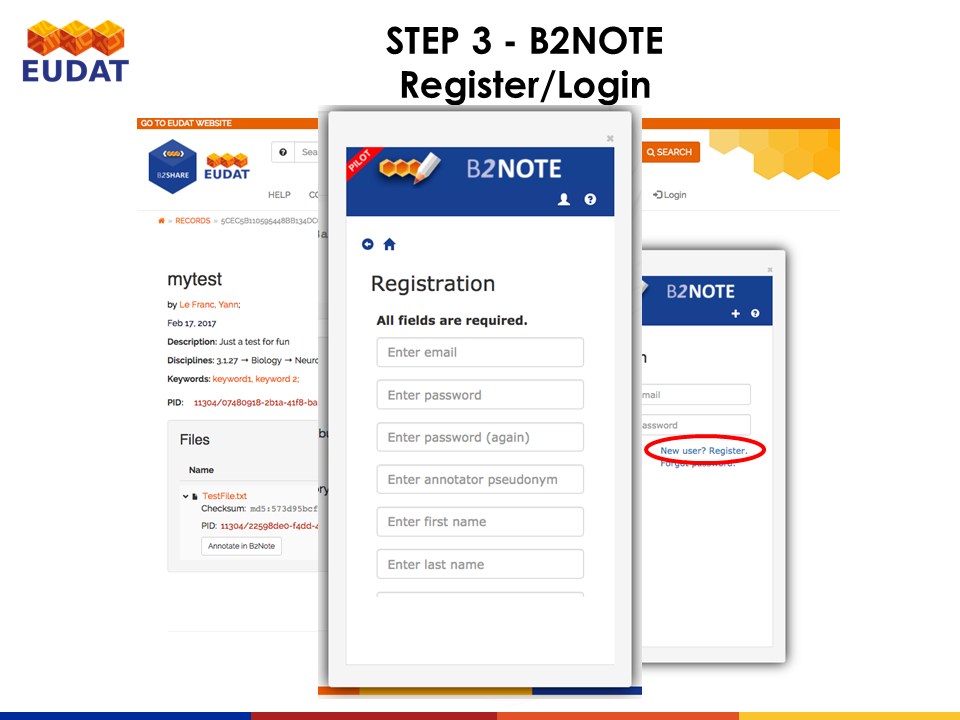 EUDAT
STEP 3 - B2NOTE
Register/Login
GO TO EUDAT WEBSITE
B2SHARE
EUDAT
SEARCH
HELP
Login
RECORDS » 5CEC5B110595448BB134DC
mytest
by Le Franc, Yann;
Feb 17, 2017
Description: Just a test for fun
Disciplines: 3.1.27 → Biology → Neuro
Keywords: keyword1, keyword 2;
PID: 11304/07480918-2b1a-41f8-ba
Files
Name
TestFile.txt
Checksum: md5:573d95bcf
PID: 11304/22598de0-f4dd-4
Annotate in B2Note
PILOT
B2NOTE
Registration
All fields are required.
Enter email
Enter password
Enter password (again)
Enter annotator pseudonym
Enter first name
Enter last name
B2NOTE
mail
assword
New user? Register.
Forgot password?